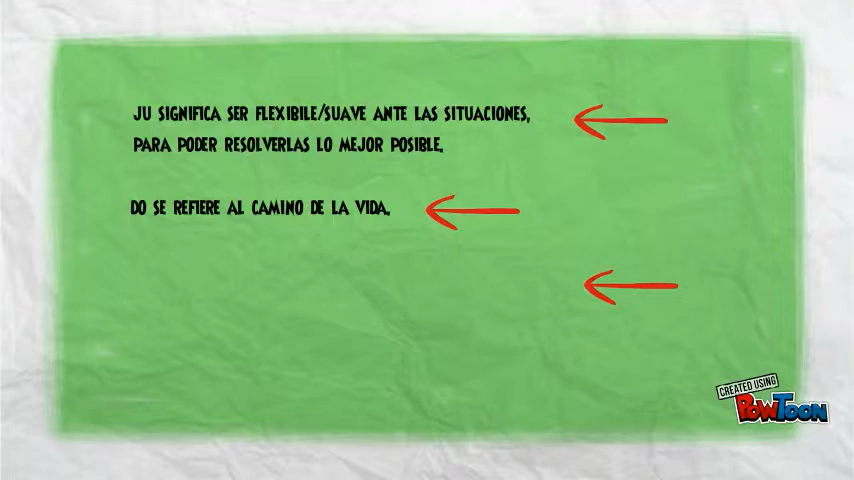 JU SIGNIFICA SER FLEXIBILE/SUAVE ANTE LAS SITUACIONES,
PARA PODER RESOLVERLAS LO MEJOR POSIBLE.
DO SE REFIERE AL CAMINO DE LA VIDA.
CREATED USING
POWTOON